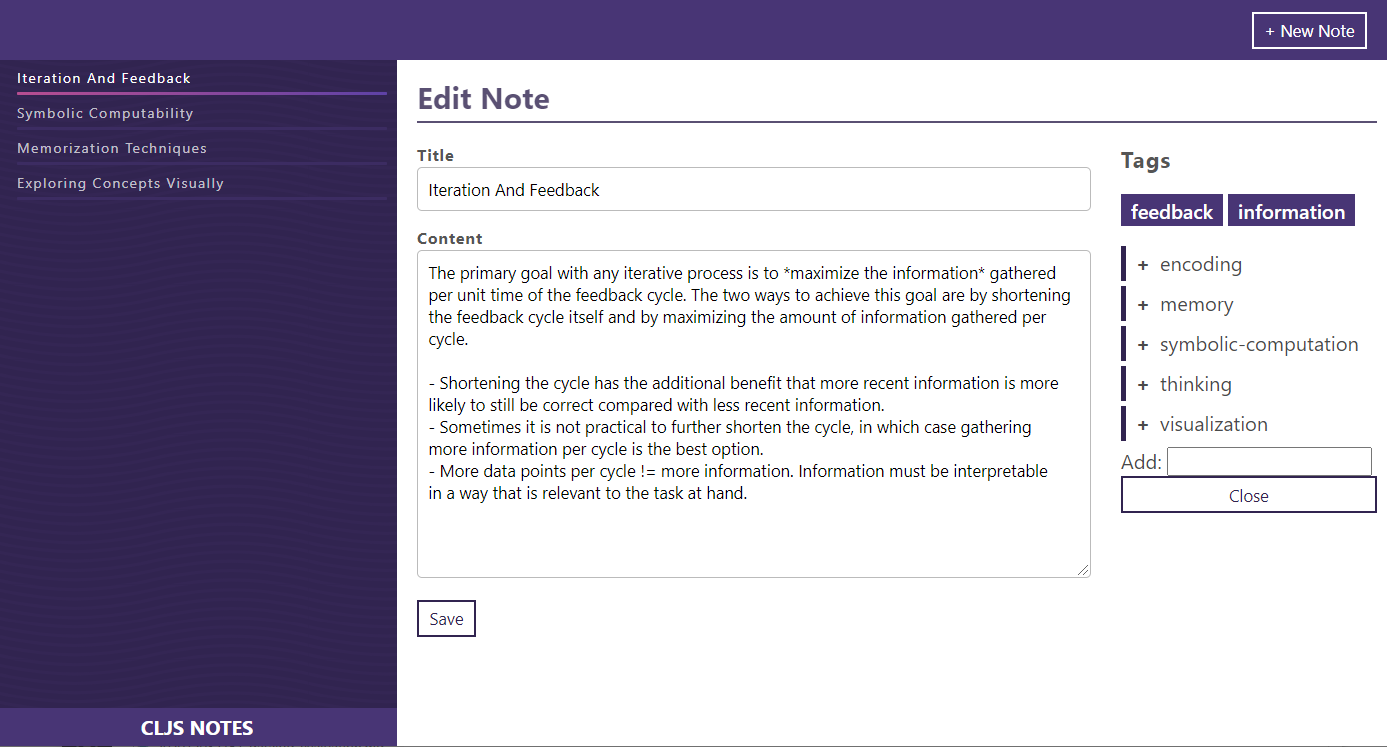 + New Note
Iteration And Feedback
Symbolic Computability
Memorization Techniques
Exploring Concepts Visually
CLJS NOTES
Edit Note
Title
Iteration And Feedback
Content
The primary goal with any iterative process is to *maximize the information* gathered
per unit time of the feedback cycle. The two ways to achieve this goal are by shortening
the feedback cycle itself and by maximizing the amount of information gathered per
cycle.
- Shortening the cycle has the additional benefit that more recent information is more
likely to still be correct compared with less recent information.
- Sometimes it is not practical to further shorten the cycle, in which case gathering
more information per cycle is the best option.
- More data points per cycle != more information. Information must be interpretable
in a way that is relevant to the task at hand.
Save
Tags
feedback information
+ encoding
+ memory
+ symbolic-computation
+ thinking
+ visualization
Add:
Close